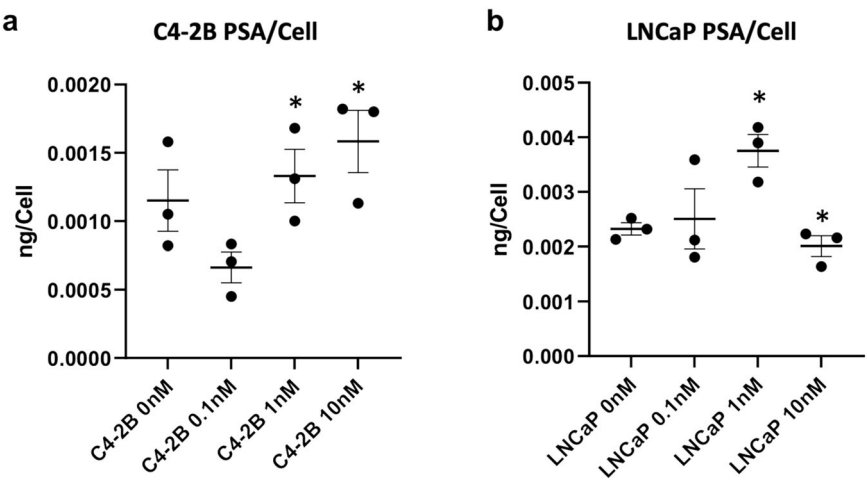 a
C4-2B PSA/Cell
ng/Cell
0.0020
0.0015
0.0010
0.0005
0.0000
*
*
C4-2B 0nM
C4-2B 0.1nM
C4-2B 1nM
C4-2B 10nM
b
LNCaP PSA/Cell
ng/Cell
0.005
0.004
0.003
0.002
0.001
0.000
*
*
LNCaP 0nM
LNCaP 0.1nM
LNCaP 1nM
LNCaP 10nM